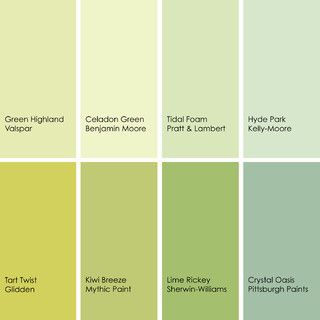 Green Highland
Valspar
Celadon Green
Benjamin Moore
Tidal Foam
Pratt & Lambert
Hyde Park
Kelly-Moore
Tart Twist
Glidden
Kiwi Breeze
Mythic Paint
Lime Rickey
Sherwin-Williams
Crystal Oasis
Pittsburgh Paints